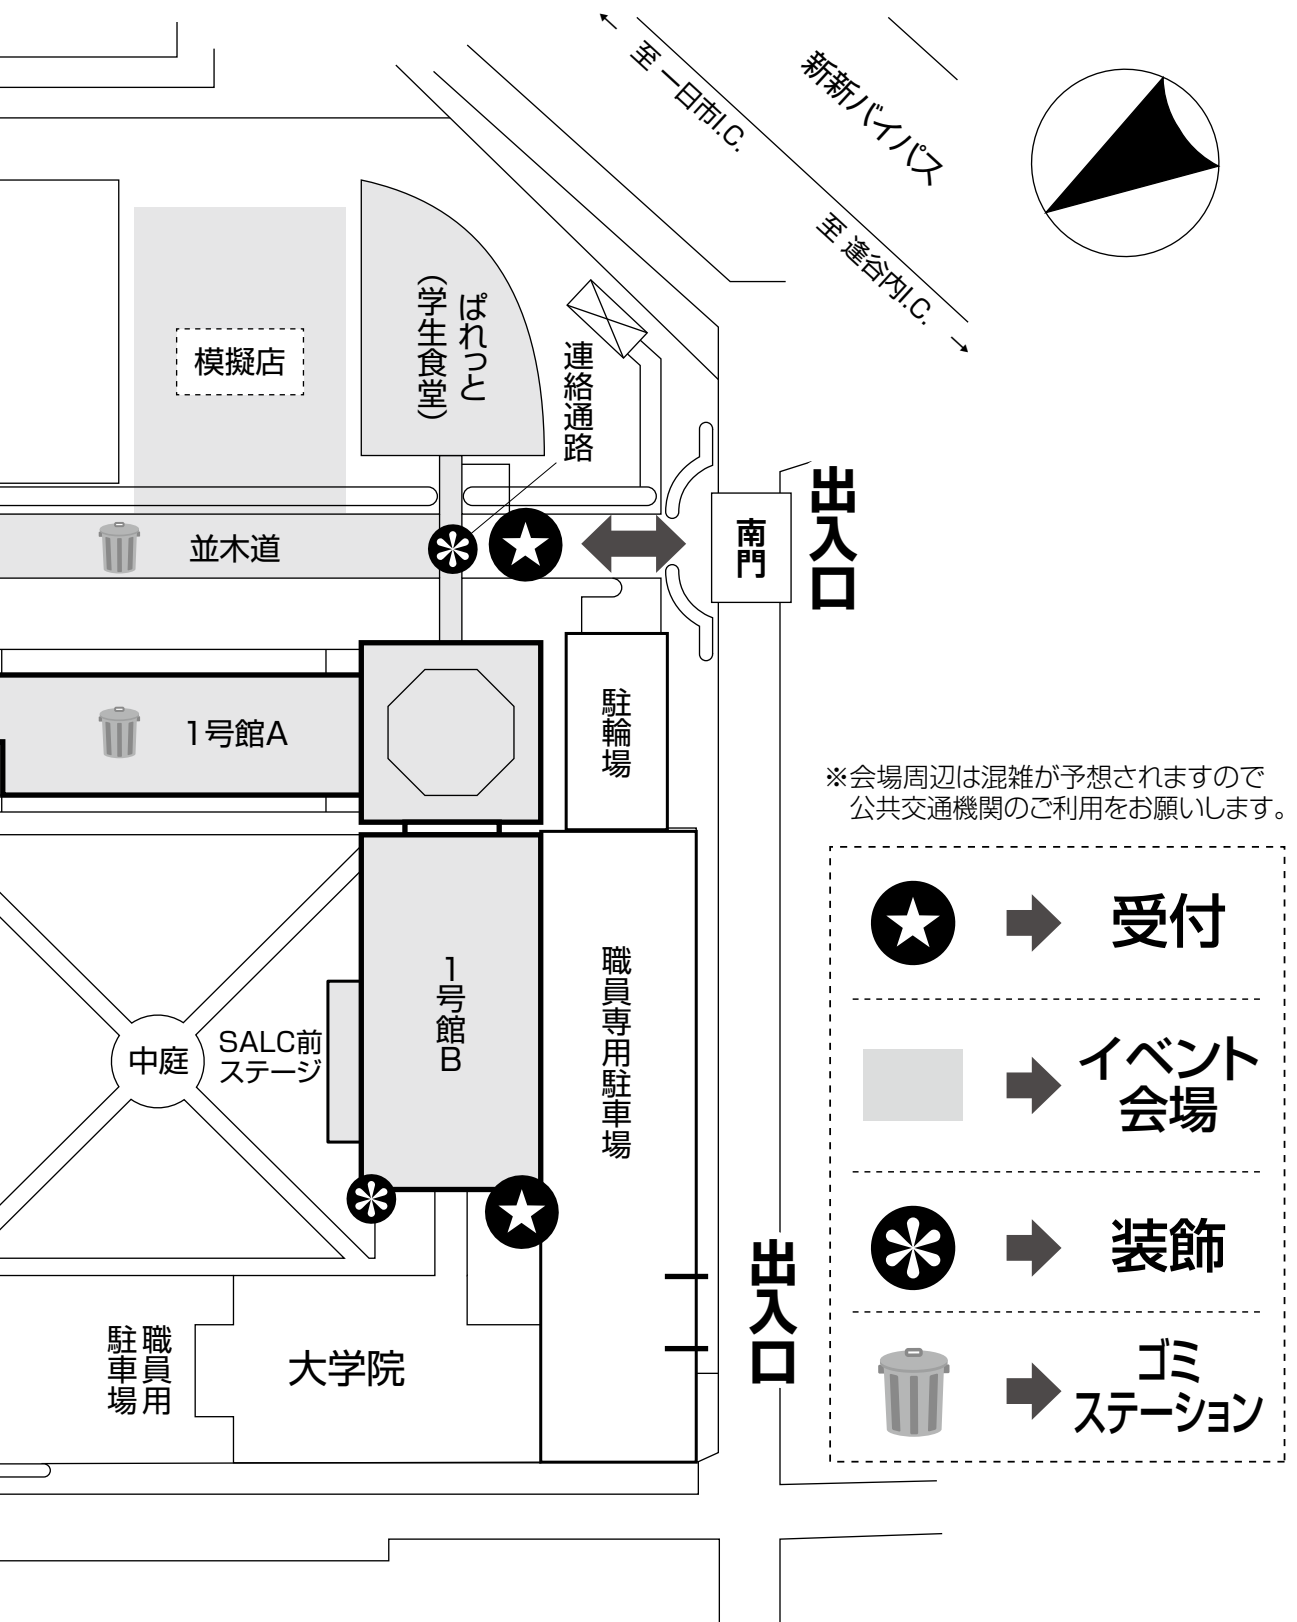 至 一日市I.C.
新新バイパス
至 逢谷内I.C.
模擬店
ぱれっと
(学生食堂)
連絡通路
並木道
南門
出入口
1号館A
駐輪場
※会場周辺は混雑が予想されますので
公共交通機関のご利用をお願いします。
受付
イベント
会場
装飾
ゴミ
ステーション
1号館B
職員専用駐車場
中庭
SALC前
ステージ
出入口
職員用
駐車場
大学院